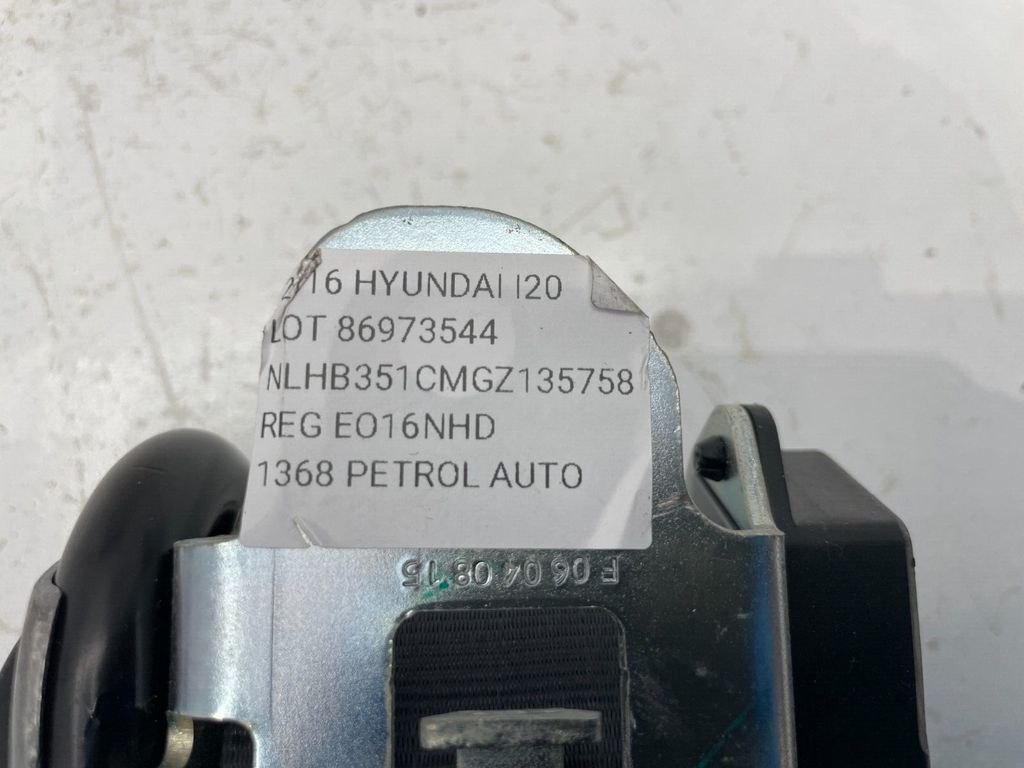 2016 HYUNDAI I20
LOT 86973544
NLHB351CMGZ135758
REG EO16NHD
1368 PETROL AUTO
F 06 04 08 15